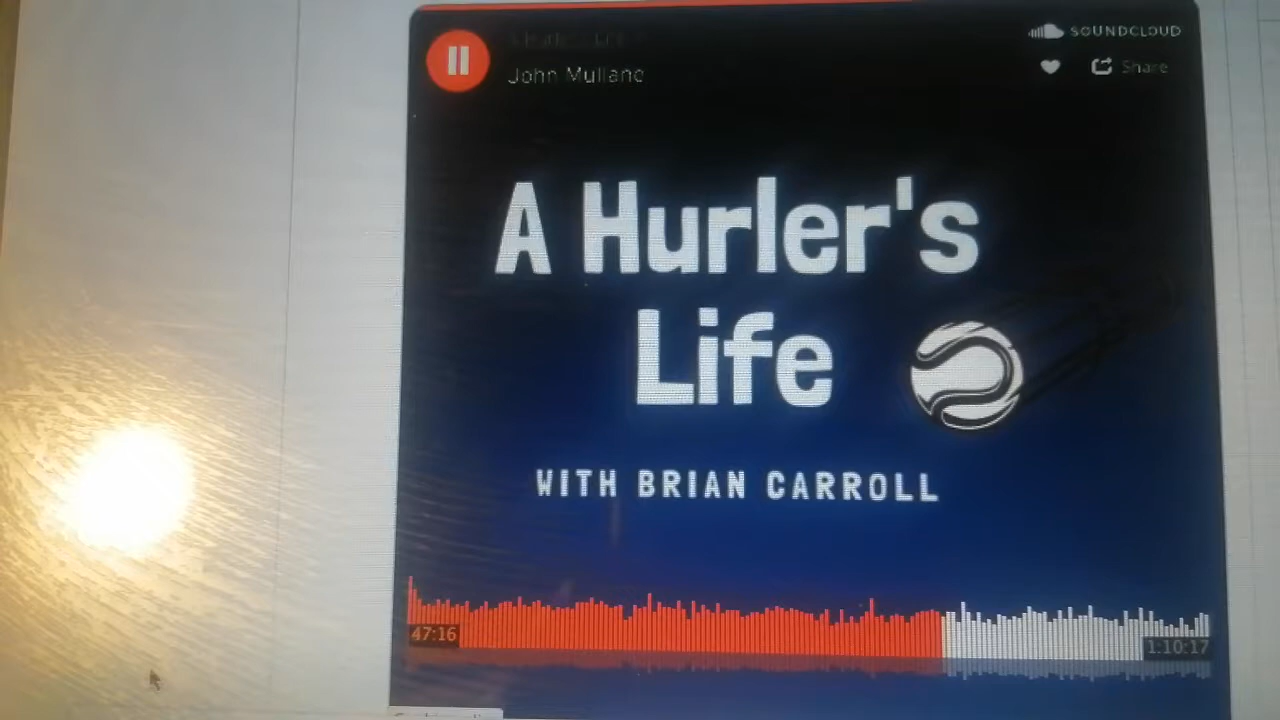 SOUNDCLOUD
John Mullane
Share
A Hurler's
Life
WITH BRIAN CARROLL
47:16
1:10:17